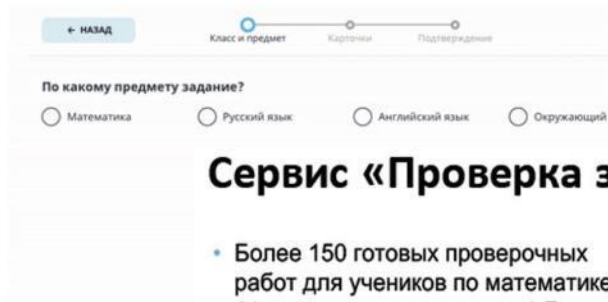 ← НАЗАД
Класс и предмет
Карточки
Подтверждение
По какому предмету задание?
Математика
Русский язык
Английский язык
Окружающий
Сервис «Проверка з
• Более 150 готовых проверочных
работ для учеников по математике